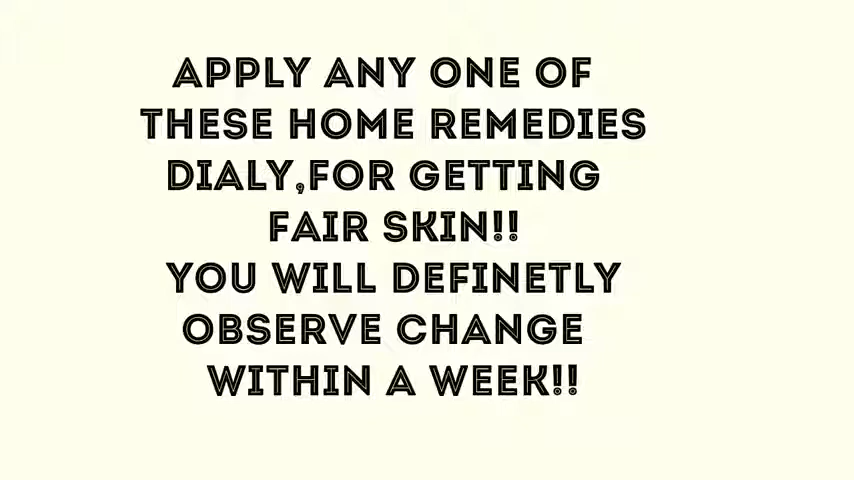 APPLY ANY ONE OF
THESE HOME REMEDIES
DIALY,FOR GETTING
FAIR SKIN!!
YOU WILL DEFINETLY
OBSERVE CHANGE
WITHIN A WEEK!!